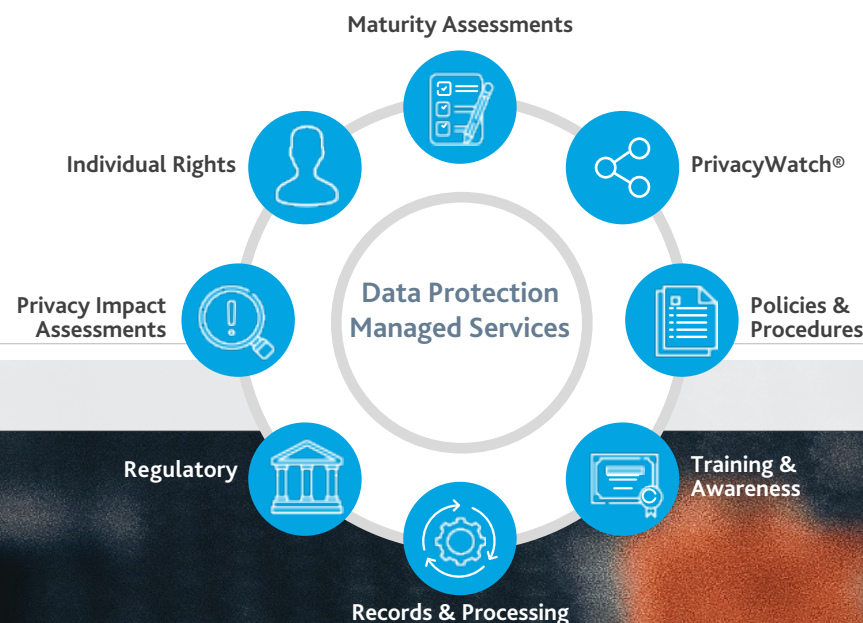 Maturity Assessments
Individual Rights
PrivacyWatch®
Data Protection
Managed Services
Privacy Impact
Assessments
Policies &
Procedures
Regulatory
Training &
Awareness
Records & Processing